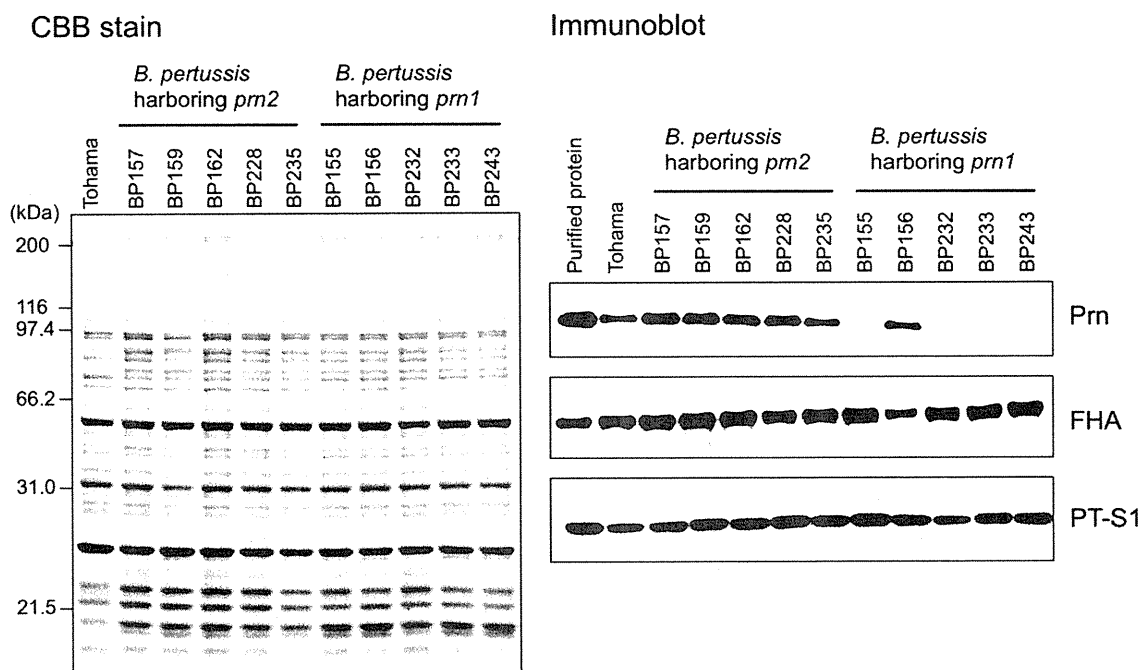 CBB stain
B. pertussis
harboring prn2
B. pertussis
harboring prn1
Tohama
BP157
BP159
BP162
BP228
BP235
BP155
BP156
BP232
BP233
BP243
(kDa)
200
116
97.4
66.2
31.0
21.5
Immunoblot
B. pertussis
harboring prn2
B. pertussis
harboring prn1
Purified protein
Tohama
BP157
BP159
BP162
BP228
BP235
BP155
BP156
BP232
BP233
BP243
Prn
FHA
PT-S1